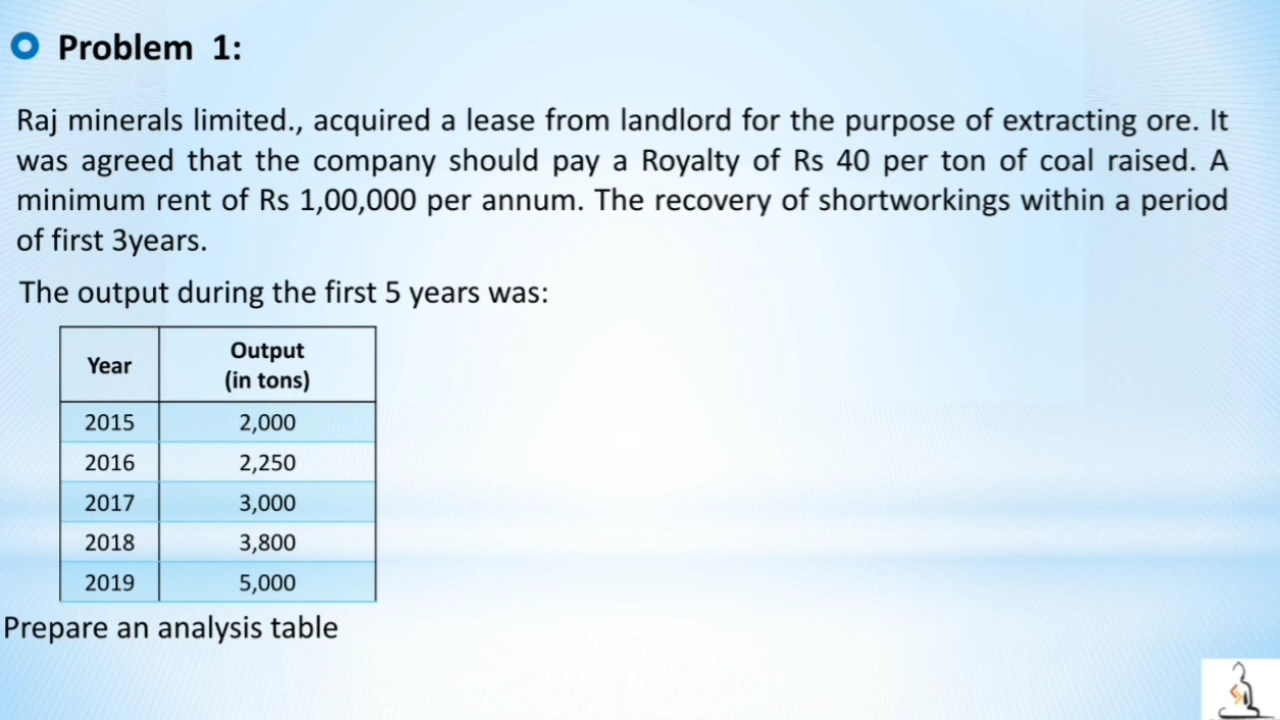 Problem 1:
Raj minerals limited., acquired a lease from landlord for the purpose of extracting ore. It
was agreed that the company should pay a Royalty of Rs 40 per ton of coal raised. A
minimum rent of Rs 1,00,000 per annum. The recovery of shortworkings within a period
of first 3years.
The output during the first 5 years was:
Year Output
(in tons)
2015 2,000
2016 2,250
2017 3,000
2018 3,800
2019 5,000
Prepare an analysis table